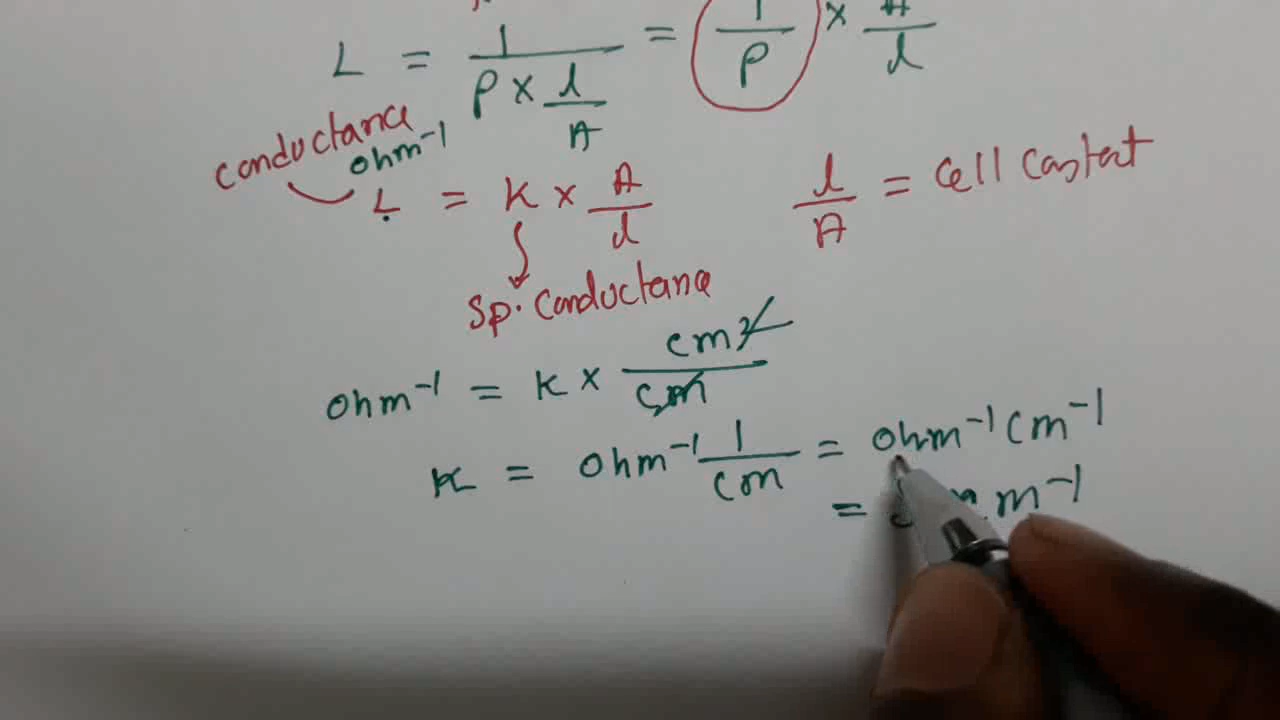 L = 1 / ρ × l/A = 1/ρ × A/l
conductance
ohm⁻¹
L = K × A/l
l/A = Cell Constant
Sp. Conductance
ohm⁻¹ = K × cm²/cm
K = ohm⁻¹ 1/cm = ohm⁻¹ cm⁻¹
= m⁻¹